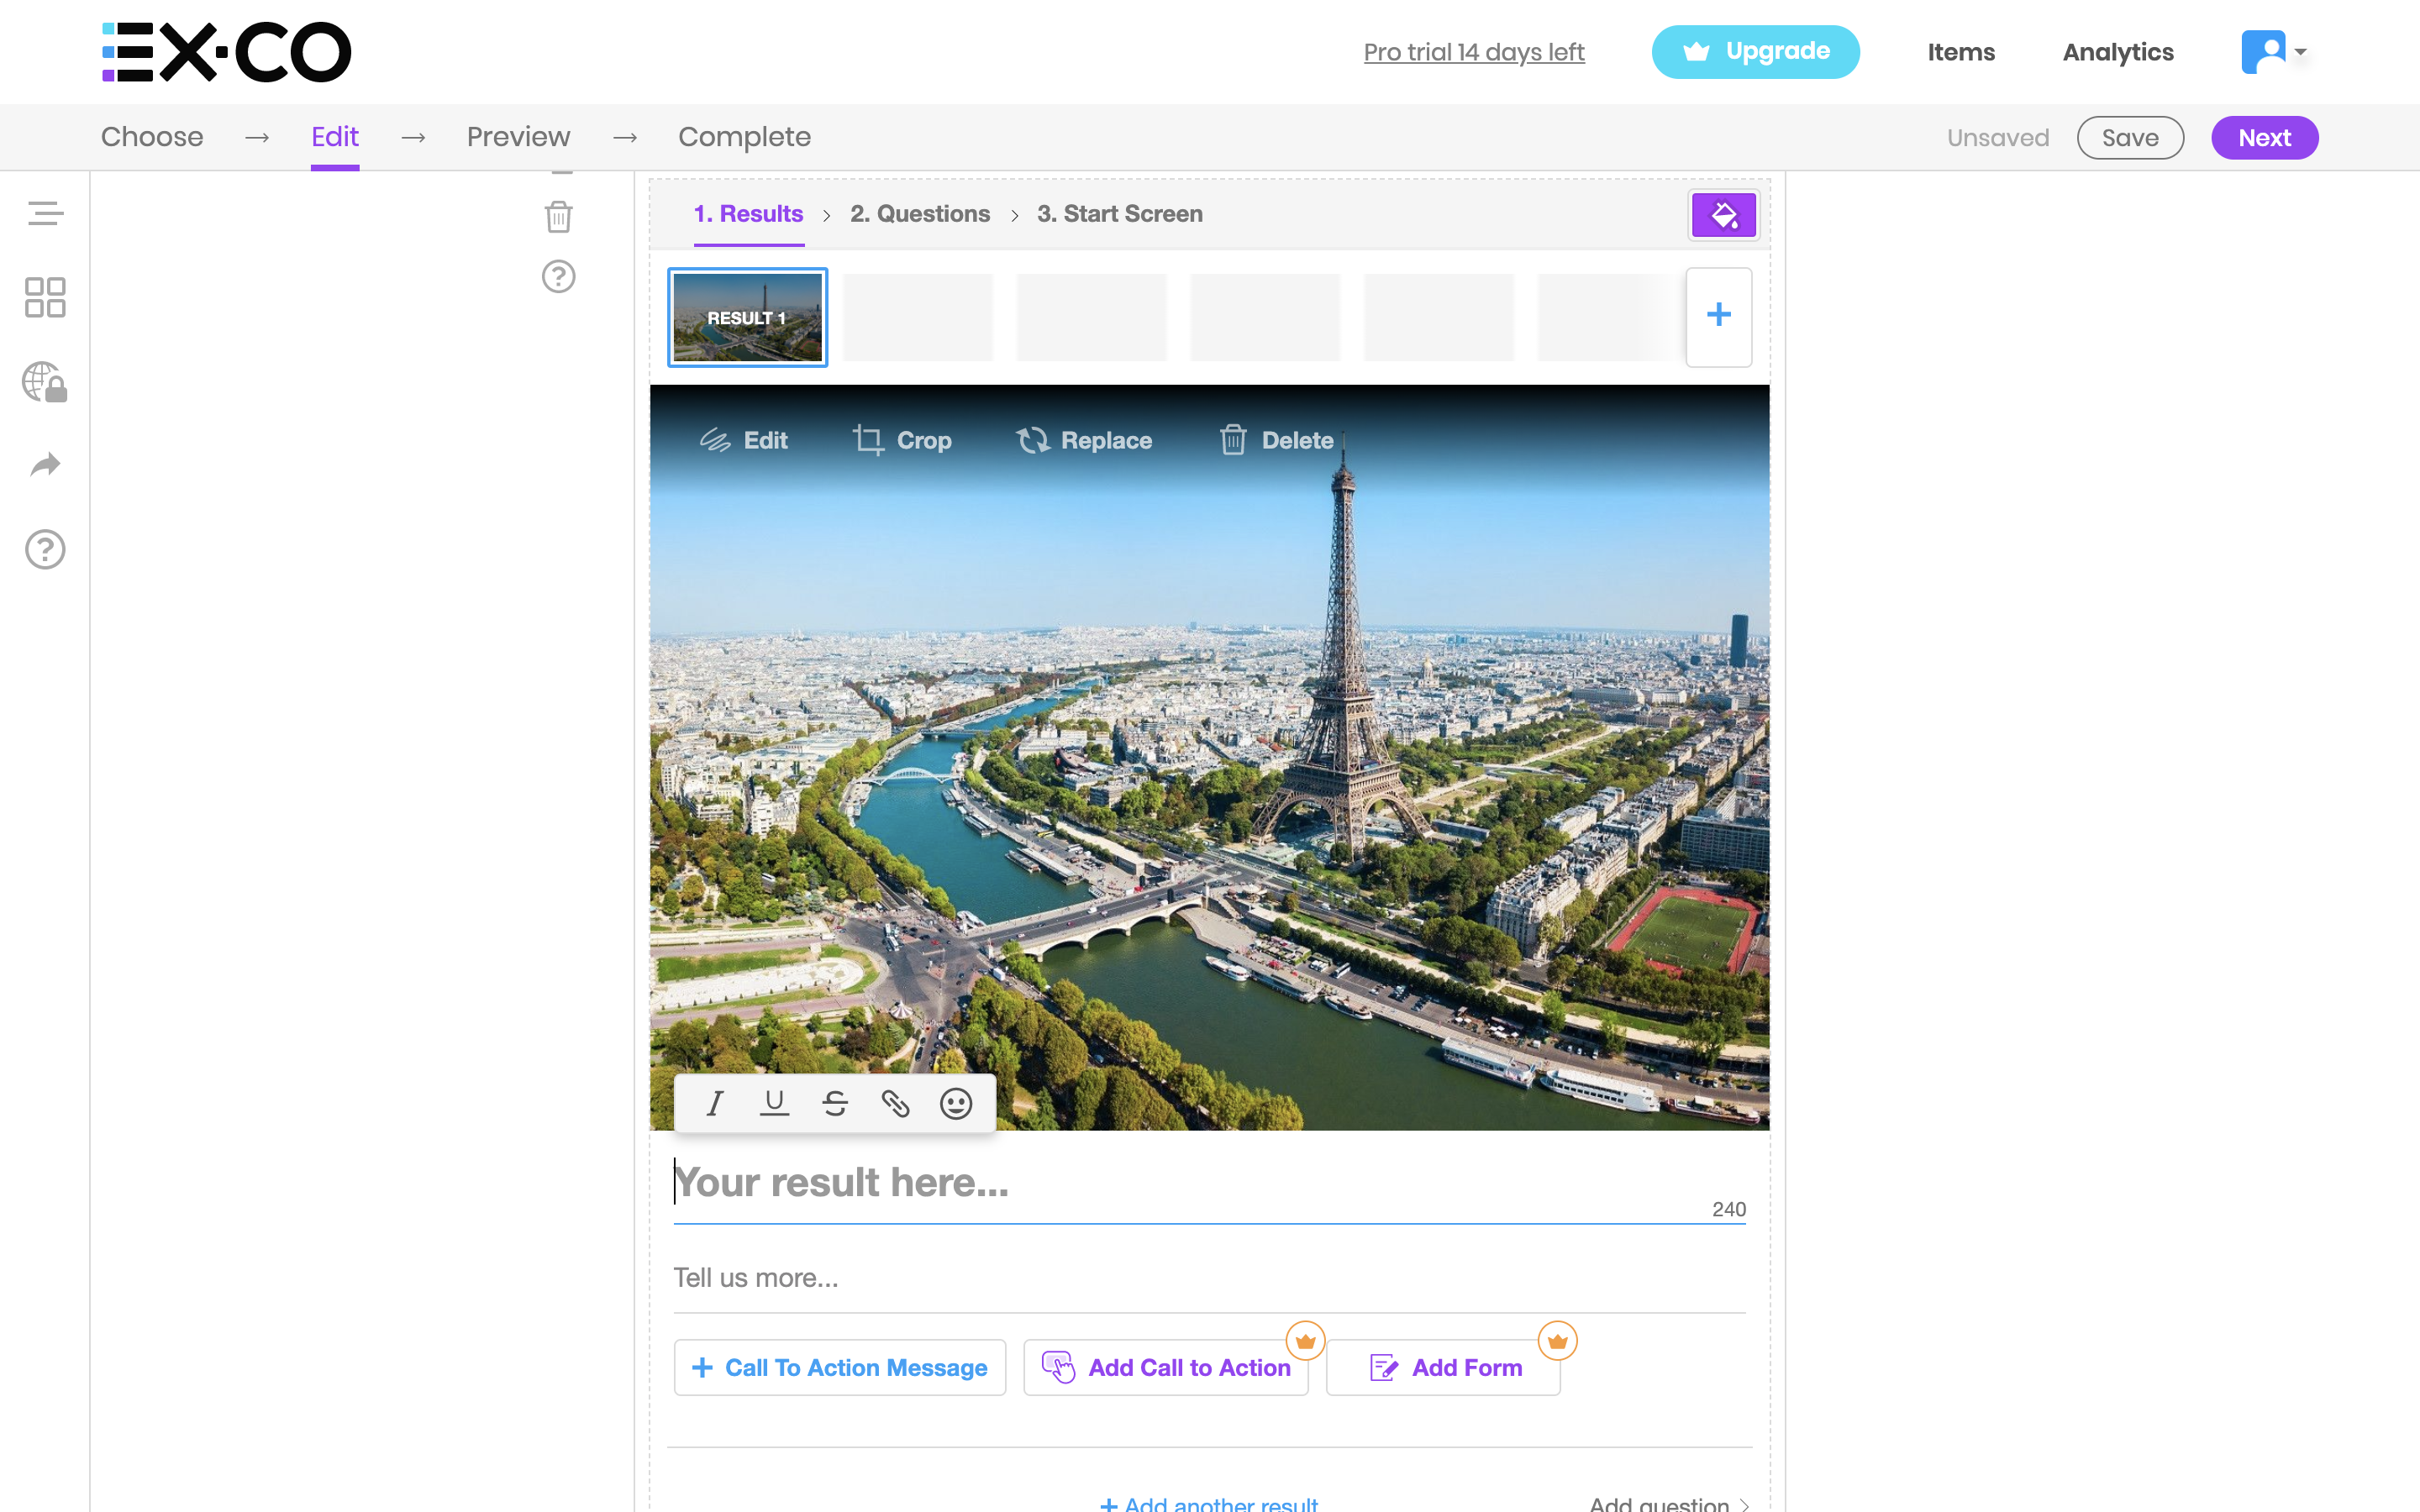 EX·CO
Pro trial 14 days left
Upgrade
Items
Analytics
Choose → Edit → Preview → Complete
Unsaved
Save
Next
1. Results > 2. Questions > 3. Start Screen
RESULT 1
Edit
Crop
Replace
Delete
Your result here...
240
Tell us more...
Call To Action Message
Add Call to Action
Add Form
+ Add another result
Add question >